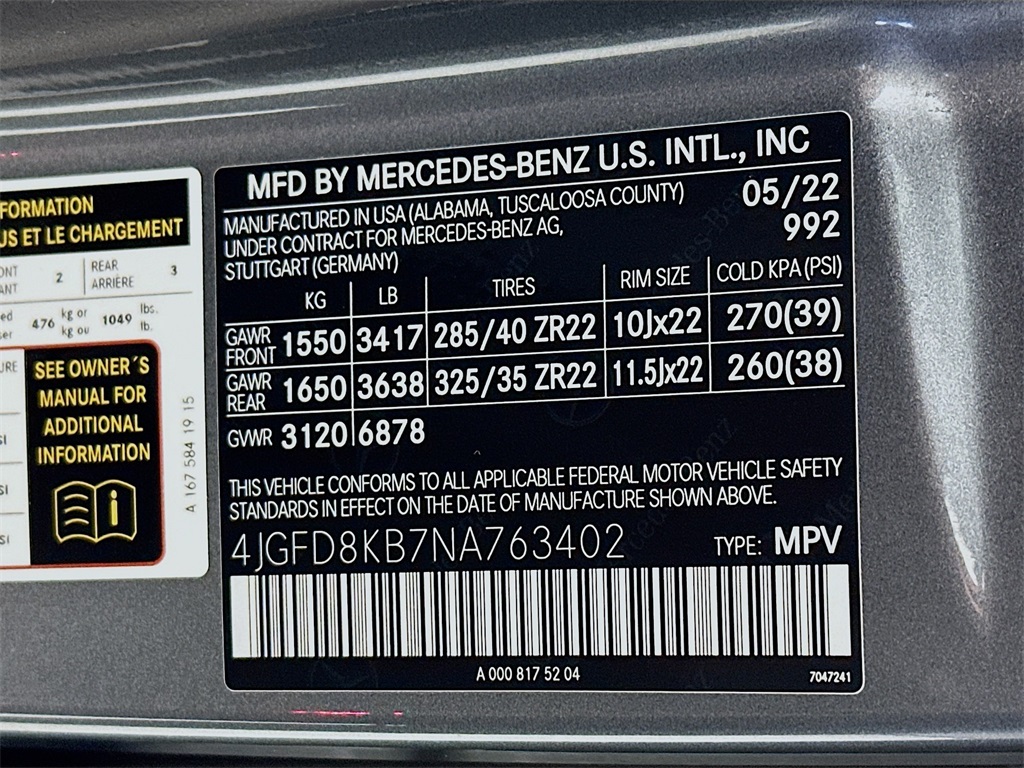 FORMATION
US ET LE CHARGEMENT
2
REAR
ARRIÈRE
3
476
kg or
kg ou
1049
lbs.
lb.
SEE OWNER´S
MANUAL FOR
ADDITIONAL
INFORMATION
A 167 584 19 15
MFD BY MERCEDES-BENZ U.S. INTL., INC
MANUFACTURED IN USA (ALABAMA, TUSCALOOSA COUNTY)
UNDER CONTRACT FOR MERCEDES-BENZ AG,
STUTTGART (GERMANY)
05/22
992
KG LB TIRES RIM SIZE COLD KPA (PSI)
GAWR FRONT 1550 3417 285/40 ZR22 10Jx22 270(39)
GAWR REAR 1650 3638 325/35 ZR22 11.5Jx22 260(38)
GVWR 3120 6878
THIS VEHICLE CONFORMS TO ALL APPLICABLE FEDERAL MOTOR VEHICLE SAFETY
STANDARDS IN EFFECT ON THE DATE OF MANUFACTURE SHOWN ABOVE.
4JGFD8KB7NA763402 TYPE: MPV
A 000 817 52 04
7047241